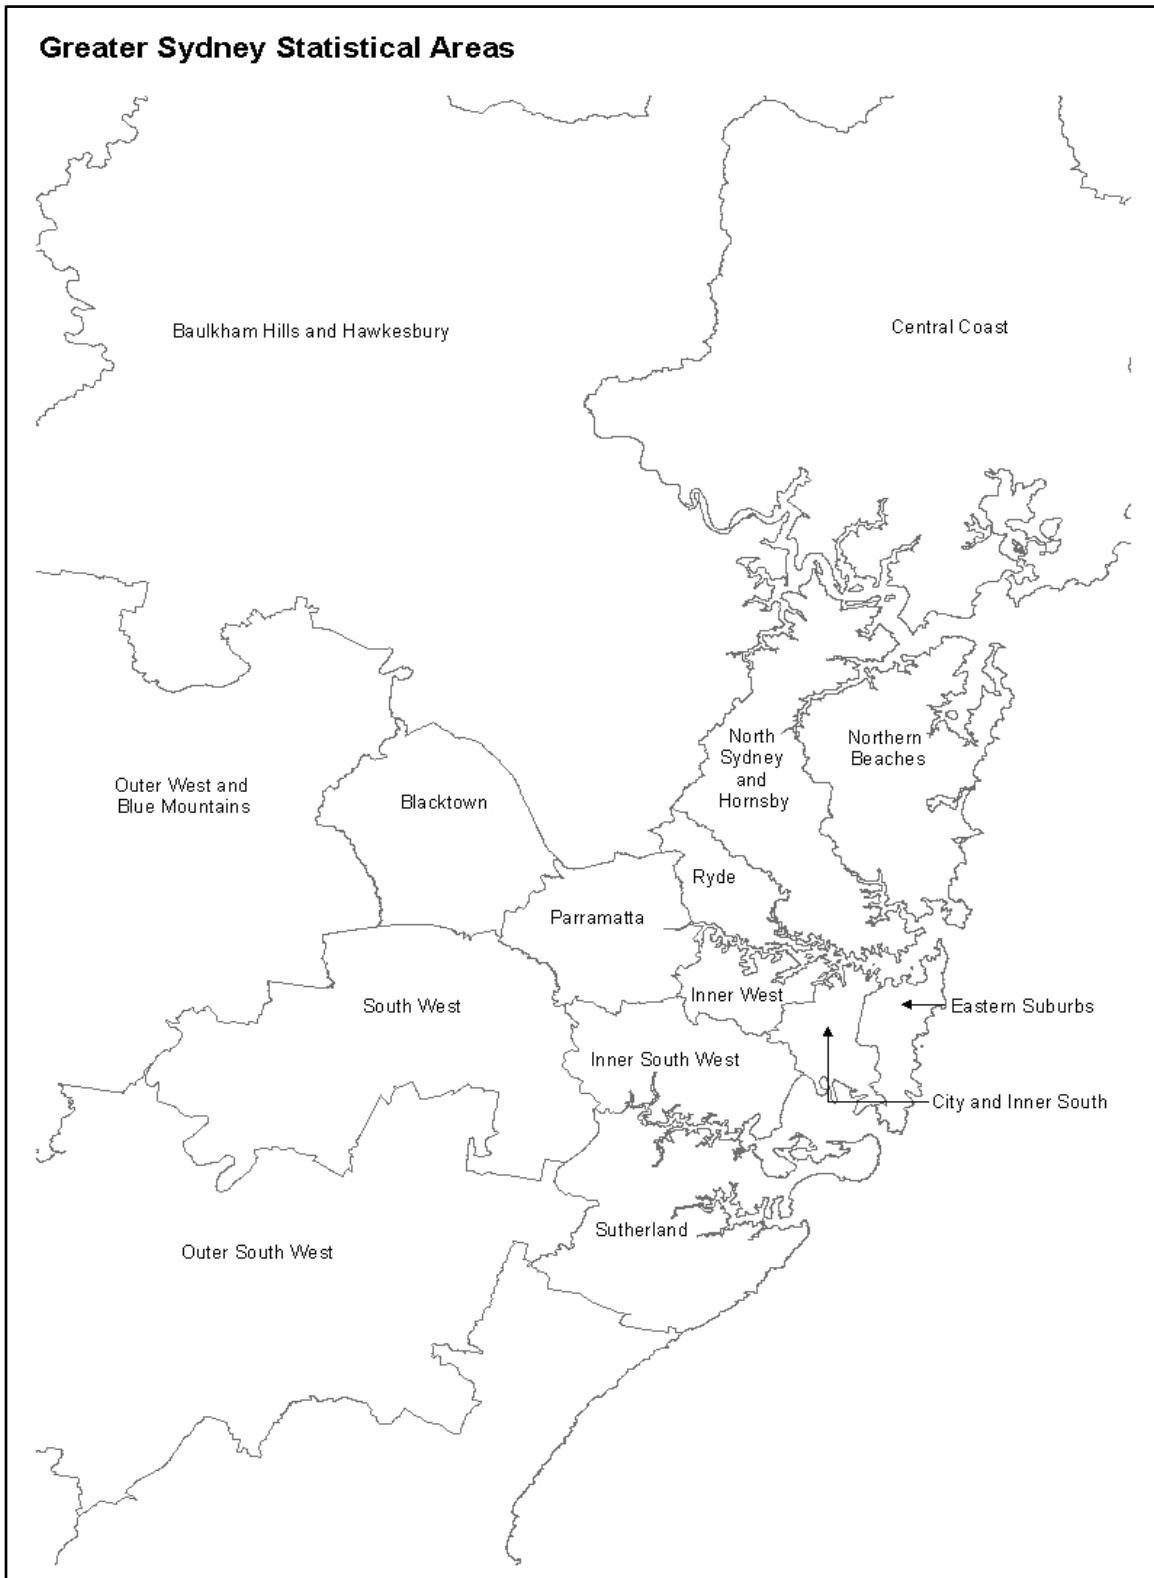 Greater Sydney Statistical Areas
Baulkham Hills and Hawkesbury
Central Coast
North
Sydney
and
Hornsby
Northern
Beaches
Outer West and
Blue Mountains
Blacktown
Ryde
Parramatta
Inner West
South West
Eastern Suburbs
Inner South West
City and Inner South
Sutherland
Outer South West